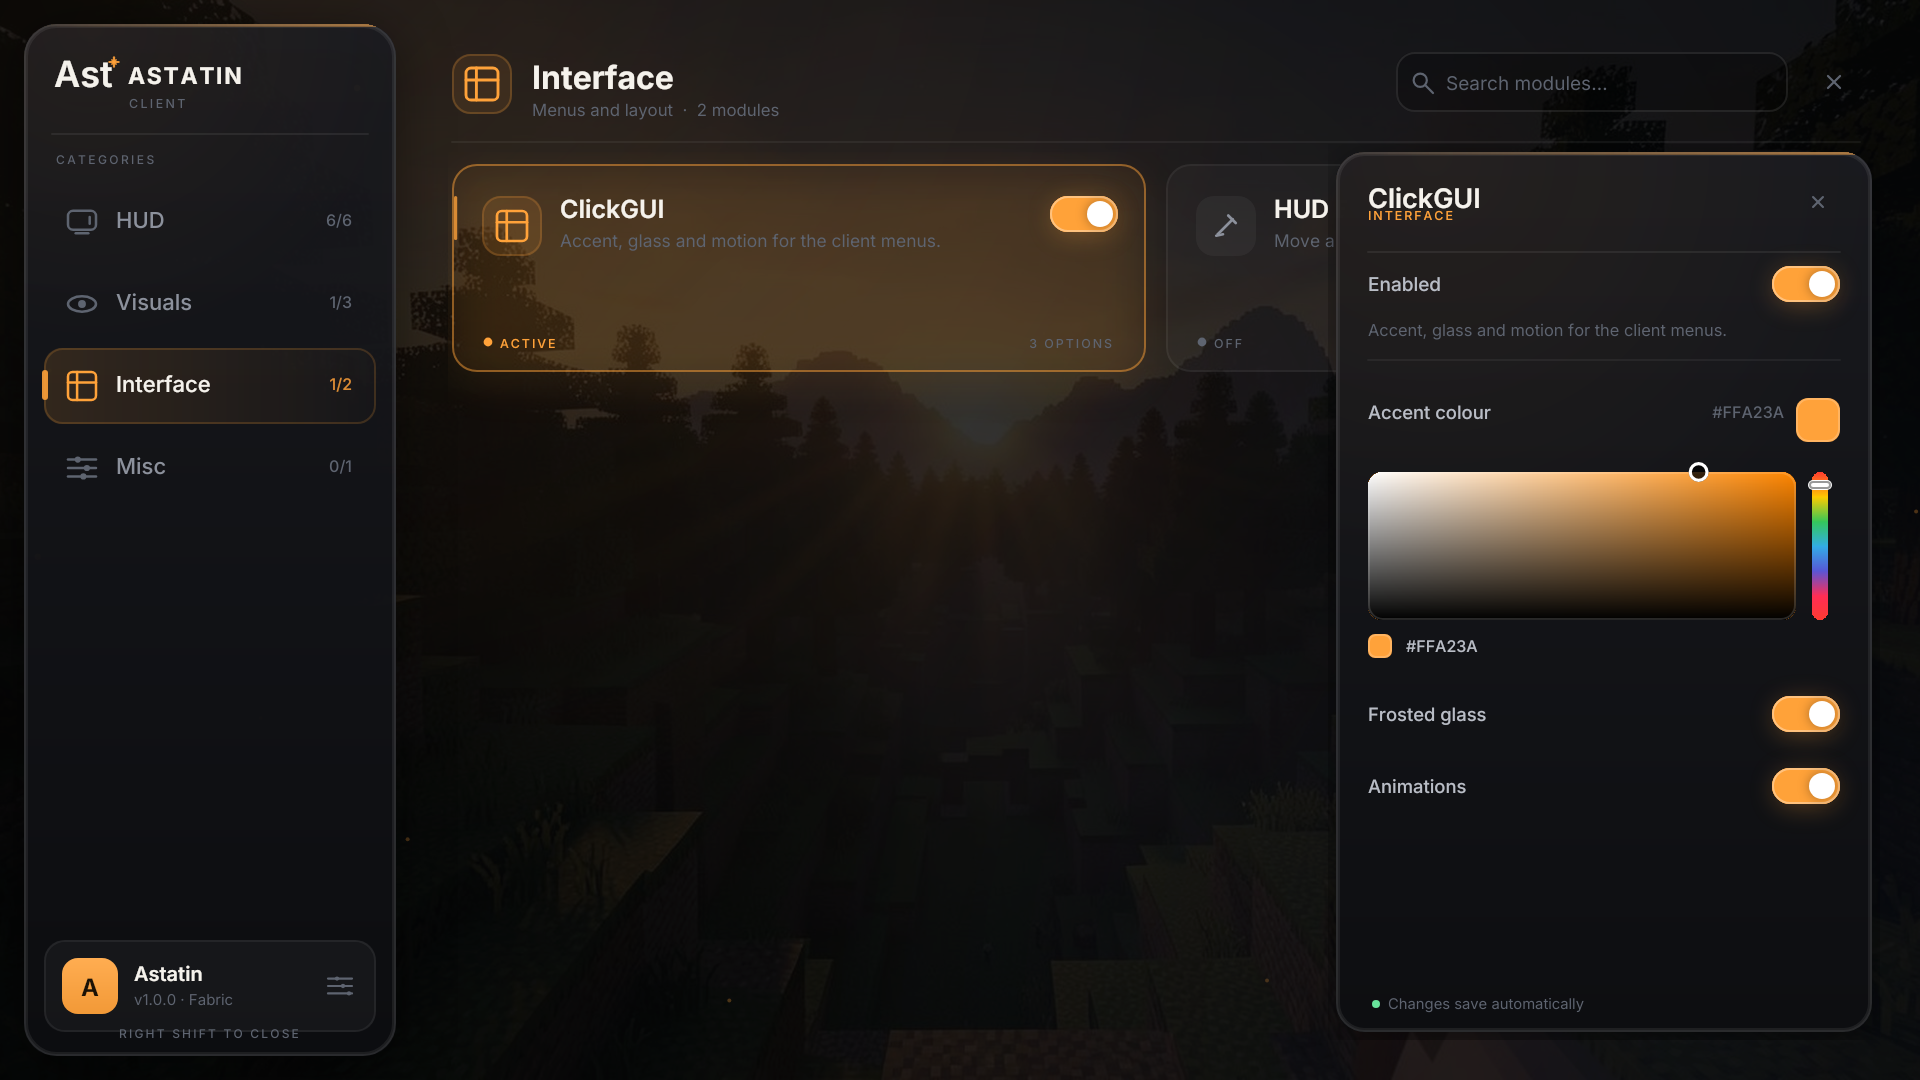 Ast ASTATIN
CLIENT
CATEGORIES
HUD 6/6
Visuals 1/3
Interface 1/2
Misc 0/1
A
Astatin
v1.0.0 · Fabric
RIGHT SHIFT TO CLOSE
Interface
Menus and layout · 2 modules
Search modules...
ClickGUI
Accent, glass and motion for the client menus.
ACTIVE
3 OPTIONS
HUD
Move a
OFF
ClickGUI
INTERFACE
Enabled
Accent, glass and motion for the client menus.
Accent colour #FFA23A
#FFA23A
Frosted glass
Animations
Changes save automatically